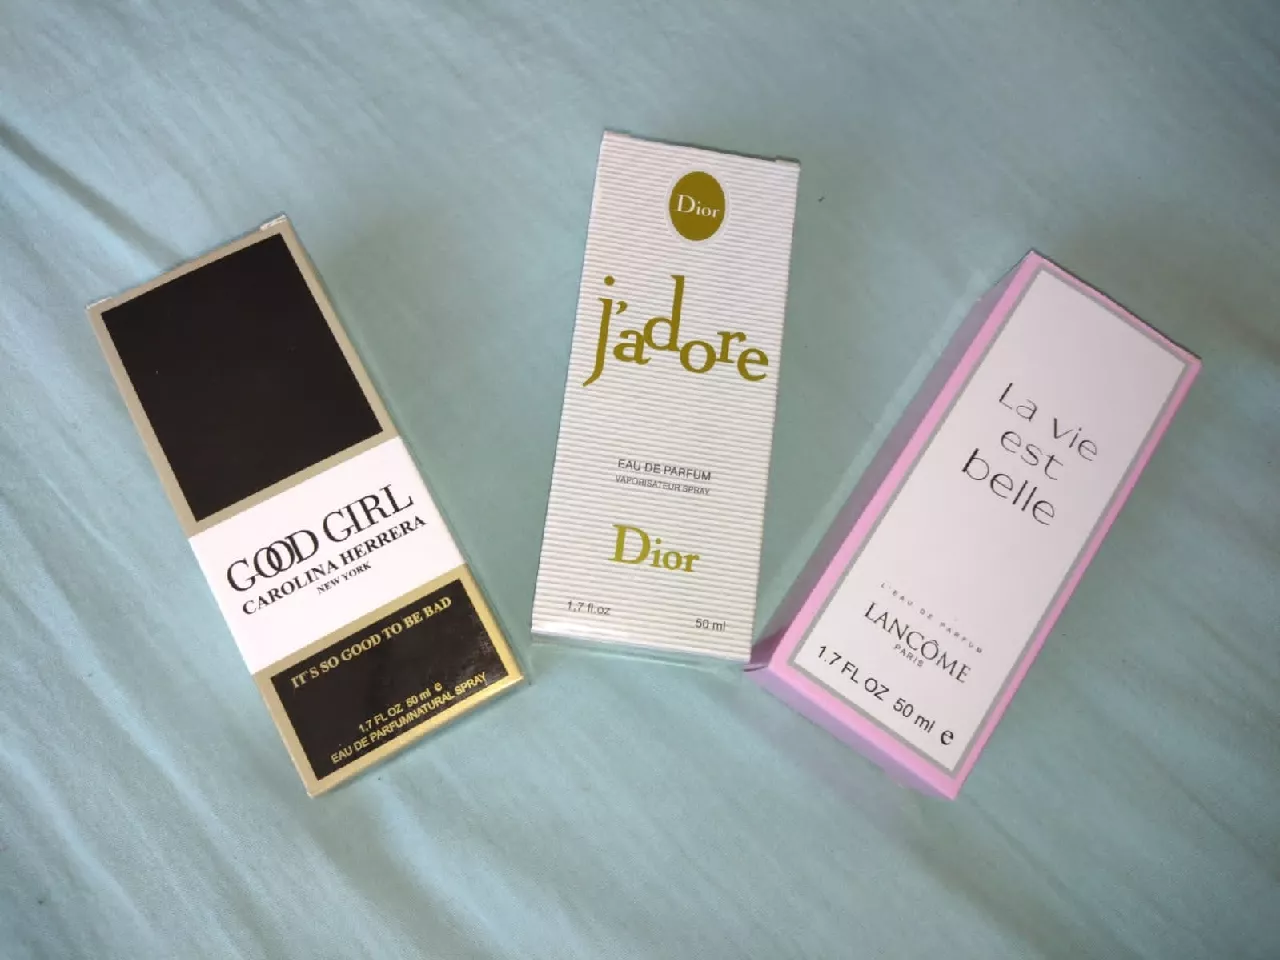 GOOD GIRL
CAROLINA HERRERA
NEW YORK
IT'S SO GOOD TO BE BAD
1.7 FL OZ 50 ml e
EAU DE PARFUMNATURAL SPRAY
Dior
j'adore
EAU DE PARFUM
VAPORISATEUR SPRAY
Dior
1,7 fl.oz 50 ml
La vie
est
belle
L'EAU DE PARFUM
LANCÔME
PARIS
1.7 FL OZ 50 ml e